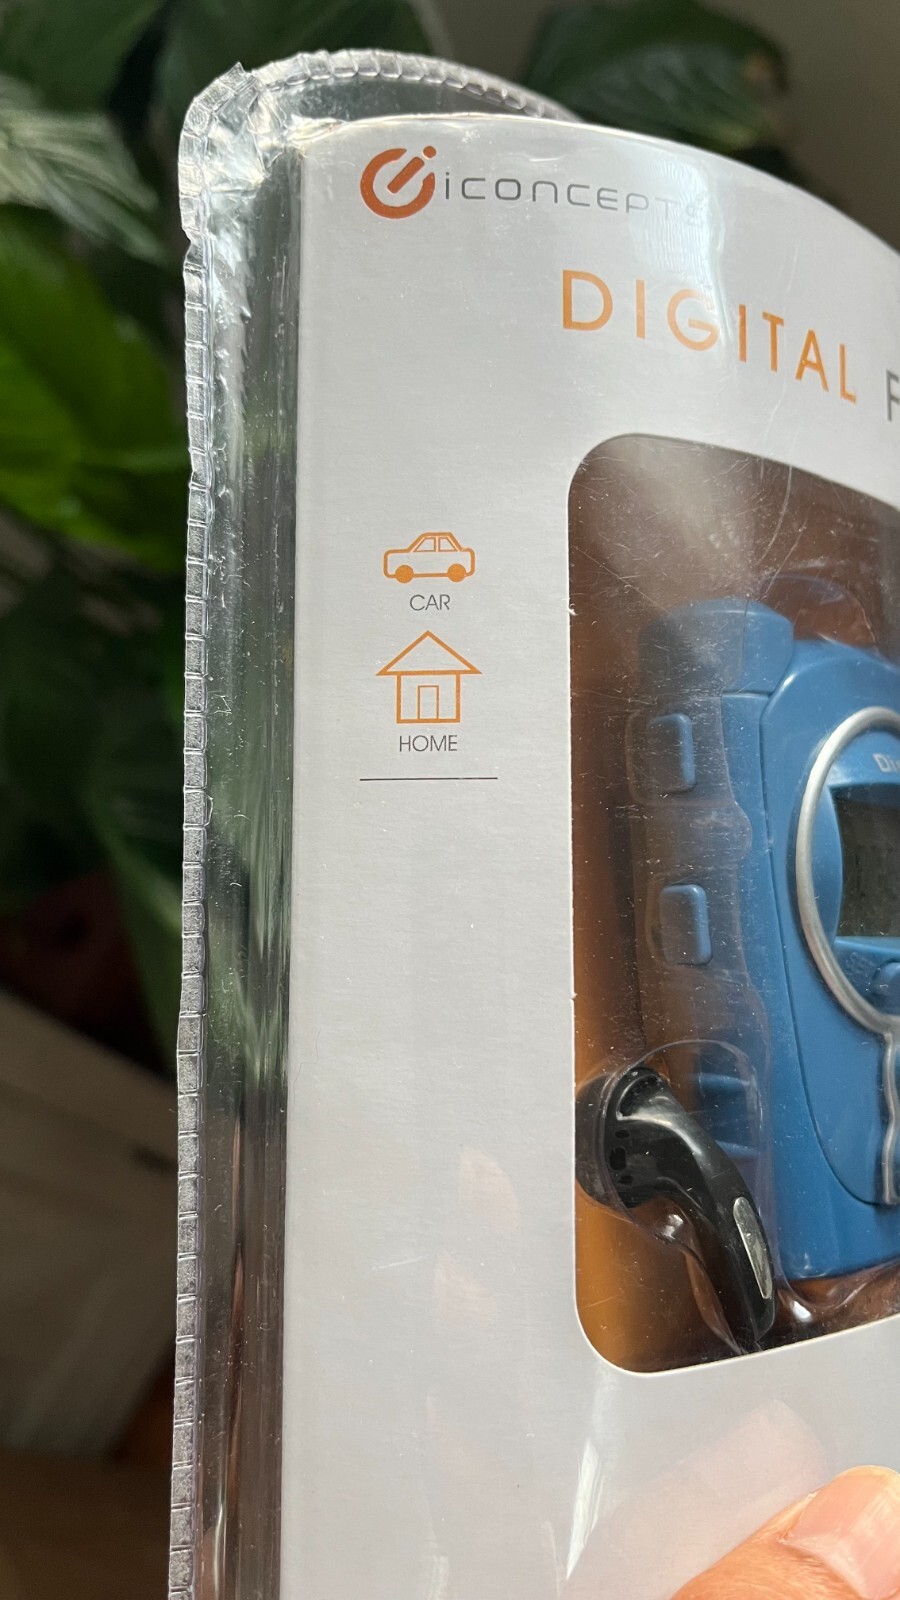 iCONCEPTS
DIGITAL F
CAR
HOME